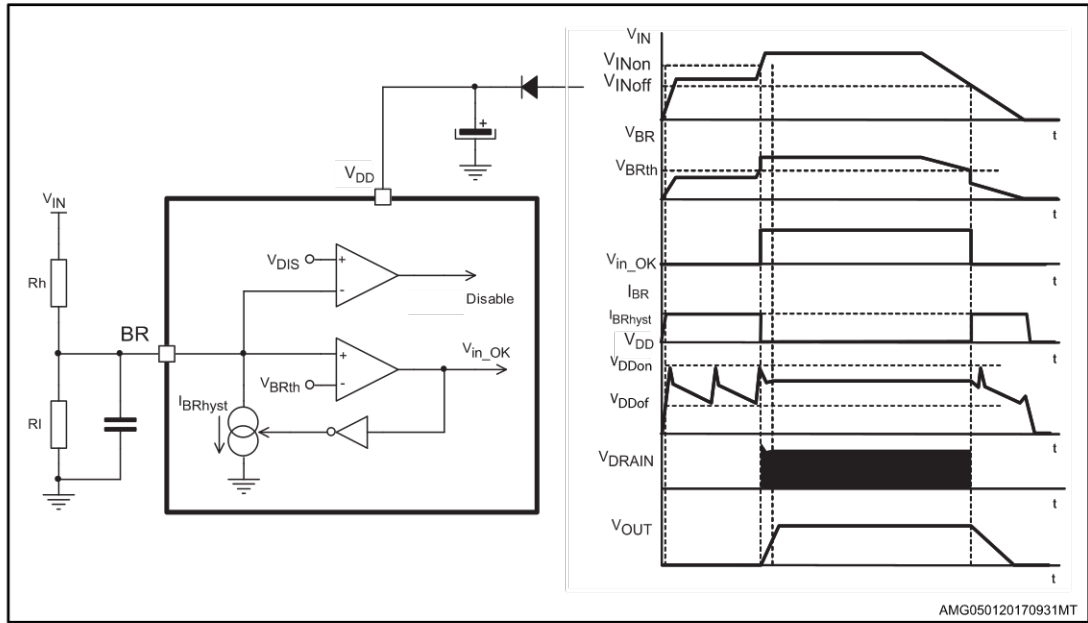 VIN
Rh
Rl
BR
VDD
+
VDIS
+
-
Disable
+
-
VBRth
Vin_OK
IBRhyst
VIN
VINon
VINoff
t
VBR
VBRth
t
Vin_OK
t
IBR
IBRhyst
t
VDD
VDDon
VDDof
t
VDRAIN
t
VOUT
t
AMG050120170931MT